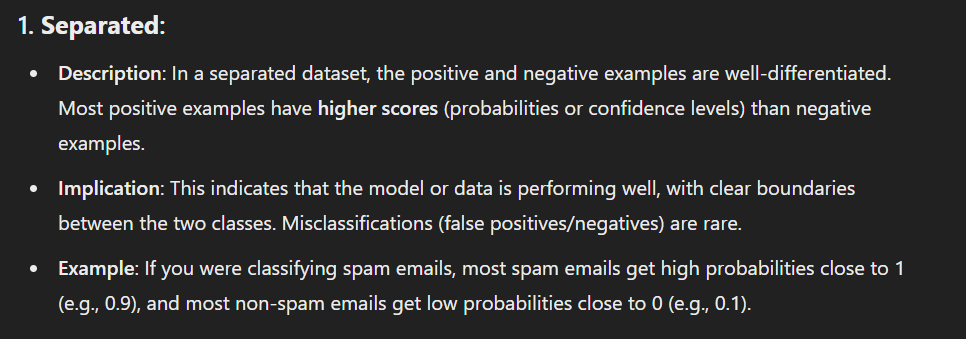 1. Separated:
• Description: In a separated dataset, the positive and negative examples are well-differentiated.
Most positive examples have higher scores (probabilities or confidence levels) than negative
examples.
• Implication: This indicates that the model or data is performing well, with clear boundaries
between the two classes. Misclassifications (false positives/negatives) are rare.
• Example: If you were classifying spam emails, most spam emails get high probabilities close to 1
(e.g., 0.9), and most non-spam emails get low probabilities close to 0 (e.g., 0.1).